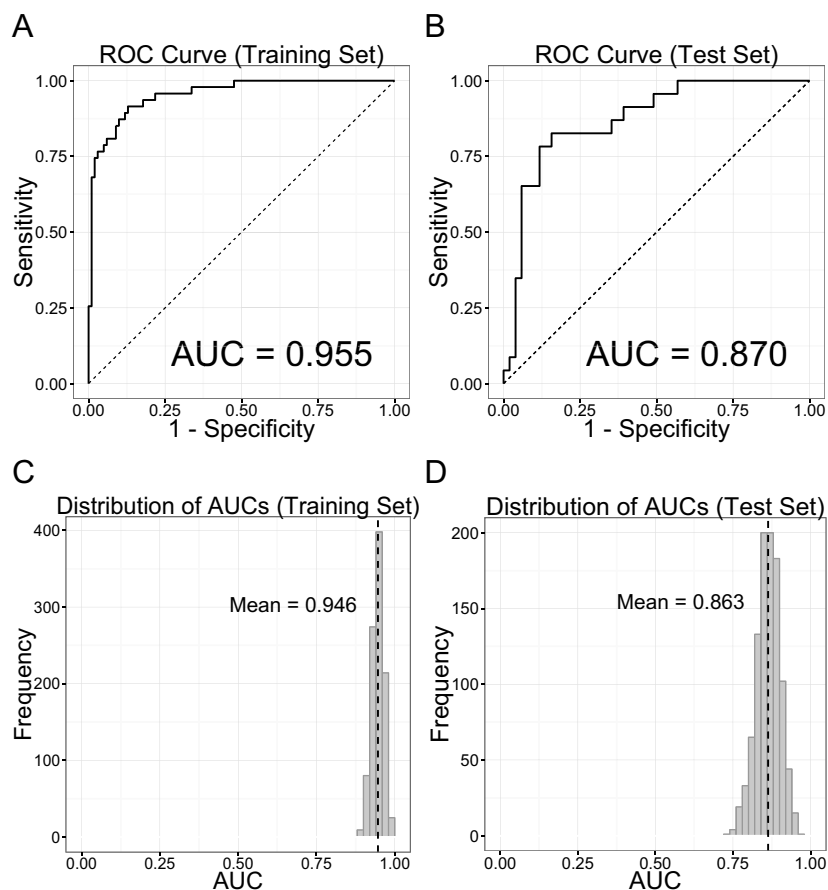 A
ROC Curve (Training Set)
1.00
0.75
0.50
0.25
0.00
Sensitivity
AUC = 0.955
0.00 0.25 0.50 0.75 1.00
1 - Specificity
B
ROC Curve (Test Set)
1.00
0.75
0.50
0.25
0.00
Sensitivity
AUC = 0.870
0.00 0.25 0.50 0.75 1.00
1 - Specificity
C
Distribution of AUCs (Training Set)
400
300
200
100
0
Frequency
Mean = 0.946
0.00 0.25 0.50 0.75 1.00
AUC
D
Distribution of AUCs (Test Set)
200
150
100
50
0
Frequency
Mean = 0.863
0.00 0.25 0.50 0.75 1.00
AUC